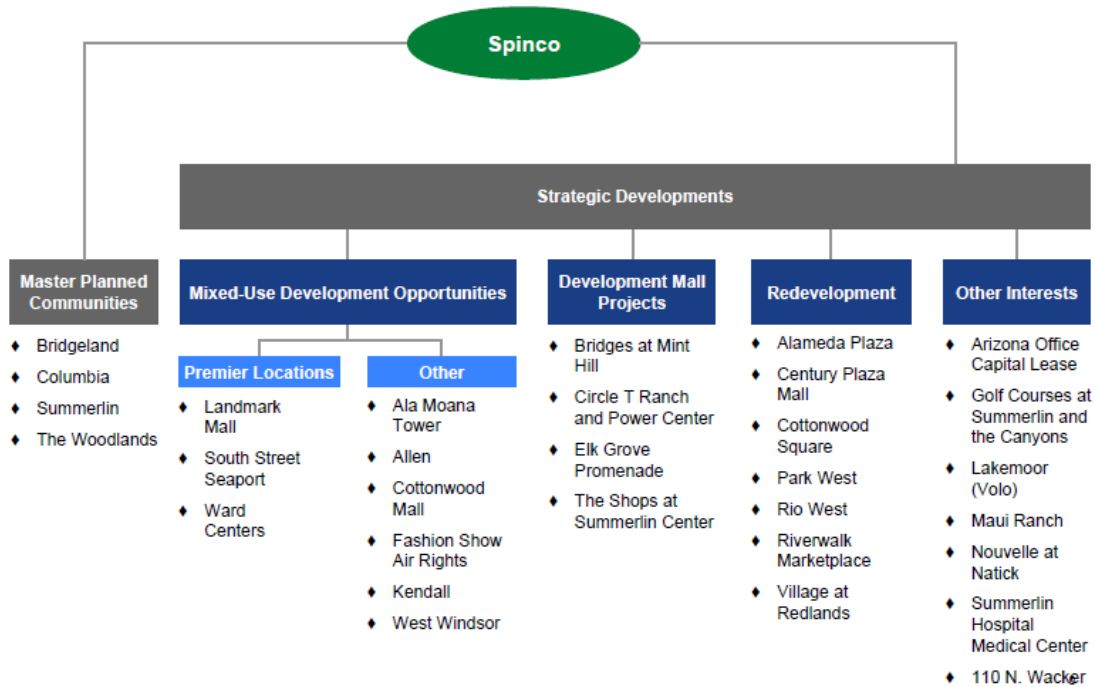 Spinco
Strategic Developments
Master Planned
Communities
♦ Bridgeland
♦ Columbia
♦ Summerlin
♦ The Woodlands
Mixed-Use Development Opportunities
Premier Locations
♦ Landmark
Mall
♦ South Street
Seaport
♦ Ward
Centers
Other
♦ Ala Moana
Tower
♦ Allen
♦ Cottonwood
Mall
♦ Fashion Show
Air Rights
♦ Kendall
♦ West Windsor
Development Mall
Projects
♦ Bridges at Mint
Hill
♦ Circle T Ranch
and Power Center
♦ Elk Grove
Promenade
♦ The Shops at
Summerlin Center
Redevelopment
♦ Alameda Plaza
♦ Century Plaza
Mall
♦ Cottonwood
Square
♦ Park West
♦ Rio West
♦ Riverwalk
Marketplace
♦ Village at
Redlands
Other Interests
♦ Arizona Office
Capital Lease
♦ Golf Courses at
Summerlin and
the Canyons
♦ Lakemoor
(Volo)
♦ Maui Ranch
♦ Nouvelle at
Natick
♦ Summerlin
Hospital
Medical Center
♦ 110 N. Wacker